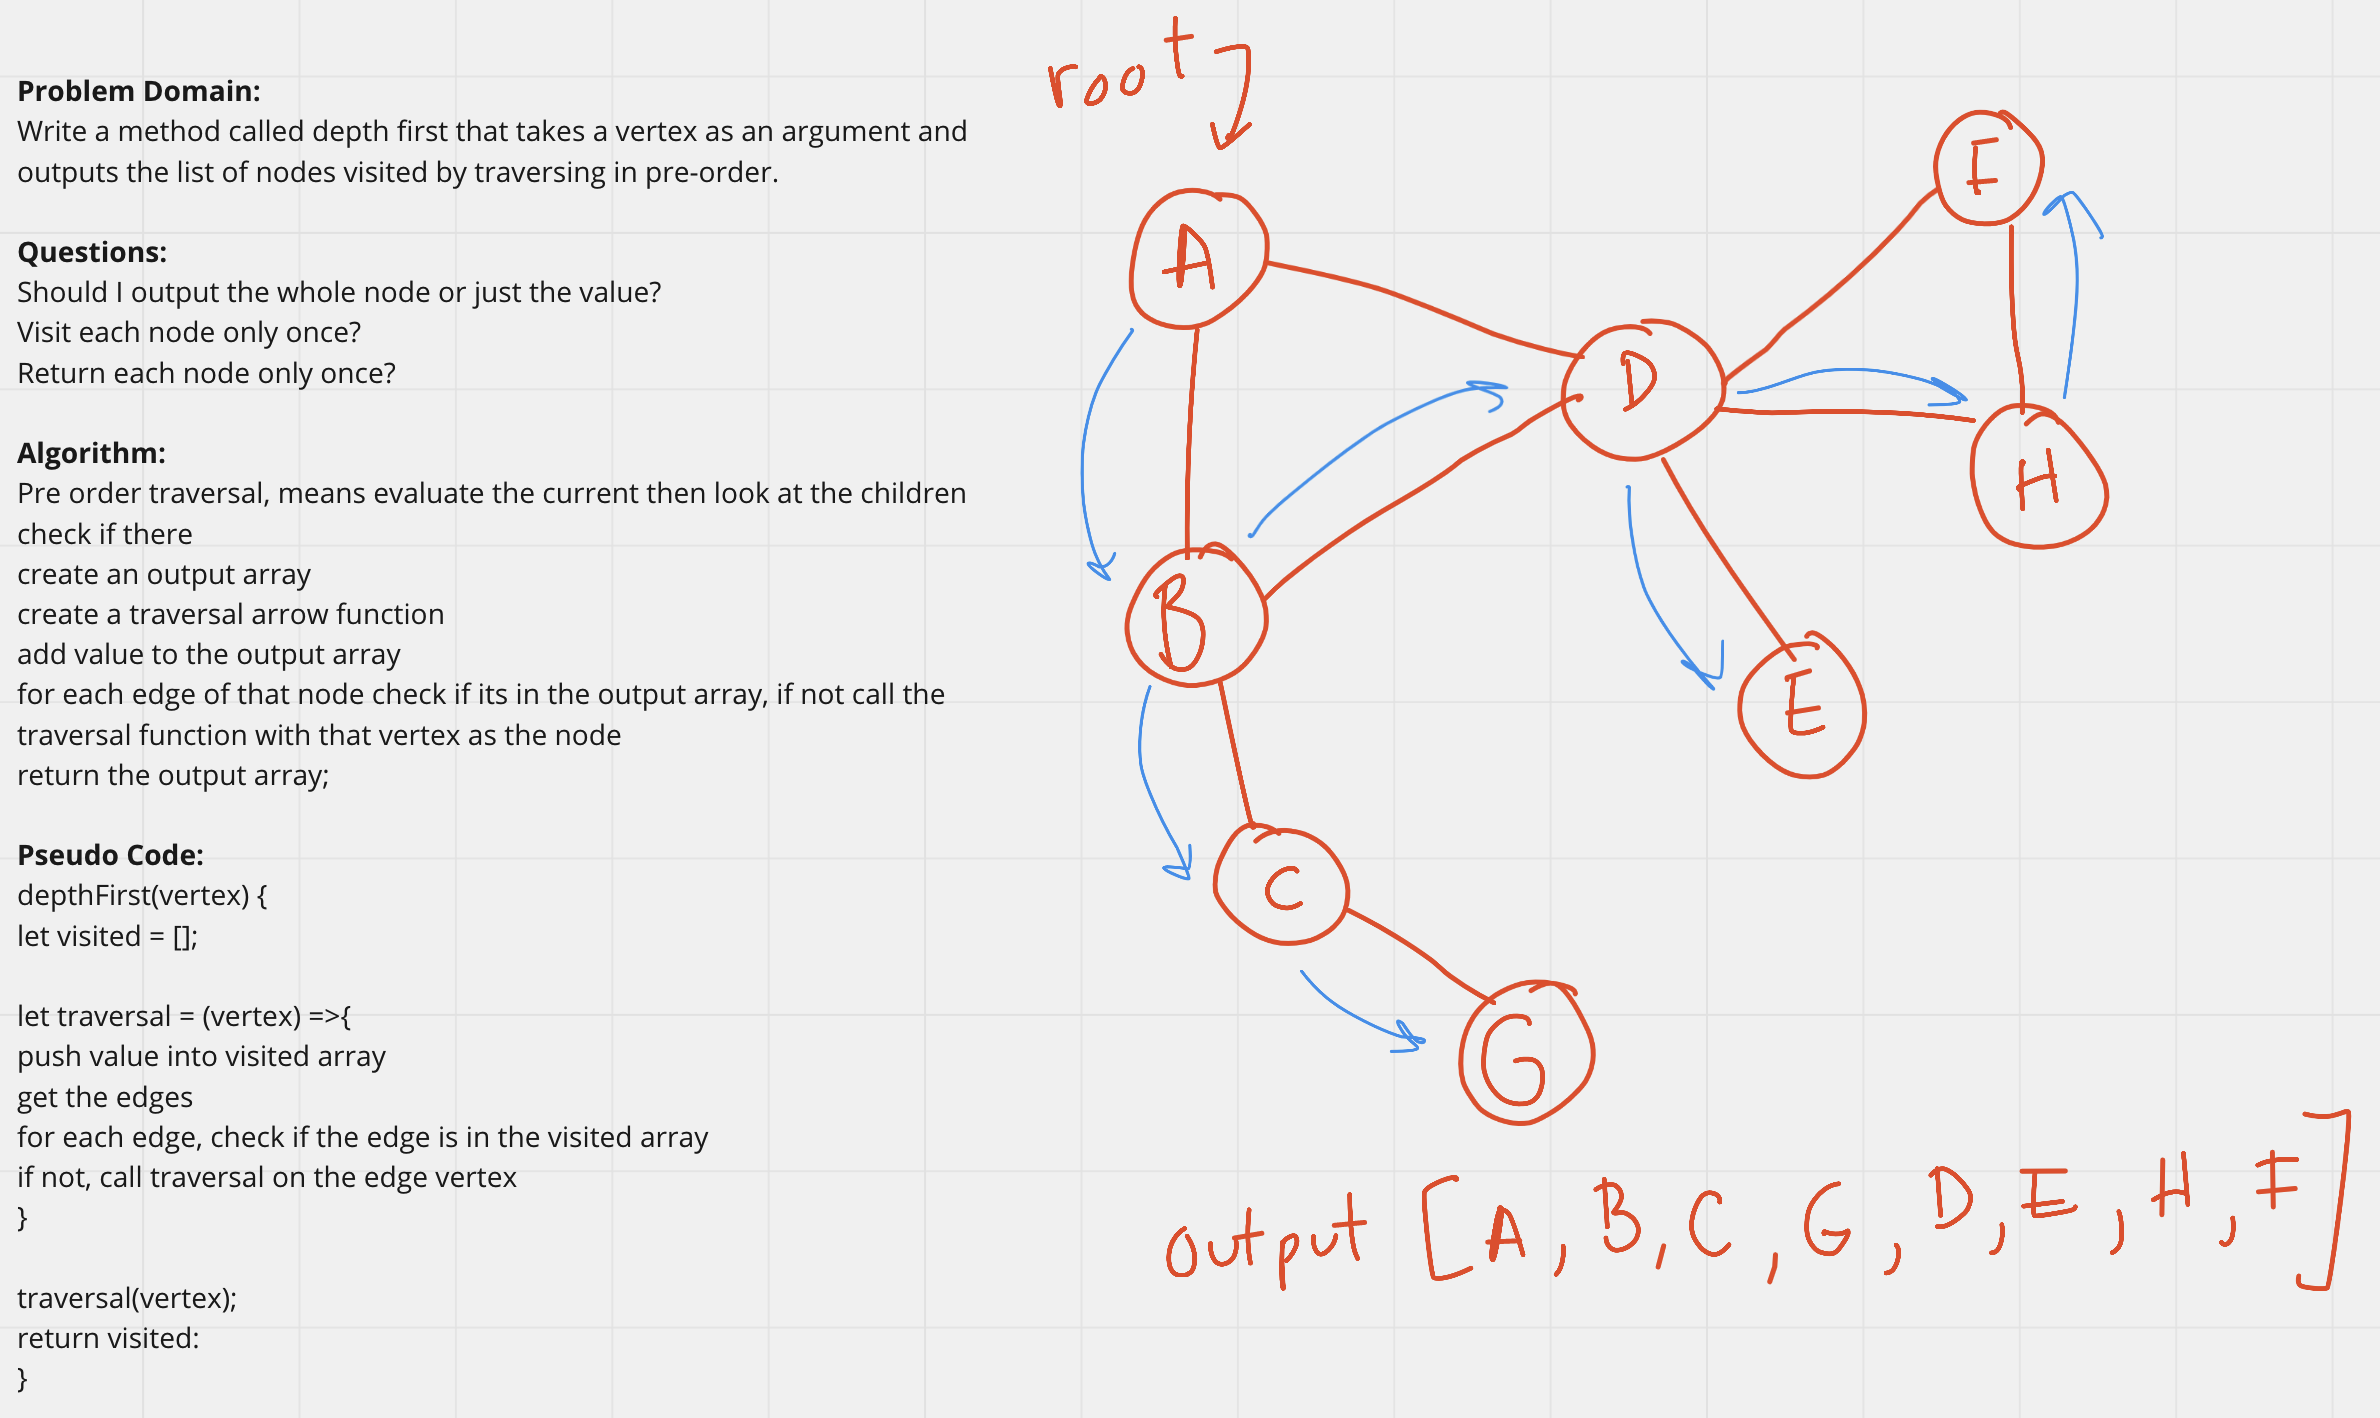 Problem Domain:
Write a method called depth first that takes a vertex as an argument and
outputs the list of nodes visited by traversing in pre-order.
Questions:
Should I output the whole node or just the value?
Visit each node only once?
Return each node only once?
Algorithm:
Pre order traversal, means evaluate the current then look at the children
check if there
create an output array
create a traversal arrow function
add value to the output array
for each edge of that node check if its in the output array, if not call the
traversal function with that vertex as the node
return the output array;
Pseudo Code:
depthFirst(vertex) {
let visited = [];
let traversal = (vertex) =>{
push value into visited array
get the edges
for each edge, check if the edge is in the visited array
if not, call traversal on the edge vertex
}
traversal(vertex);
return visited:
}
root
A
F
D
H
B
E
C
G
output [A, B, C, G, D, E, H, F]